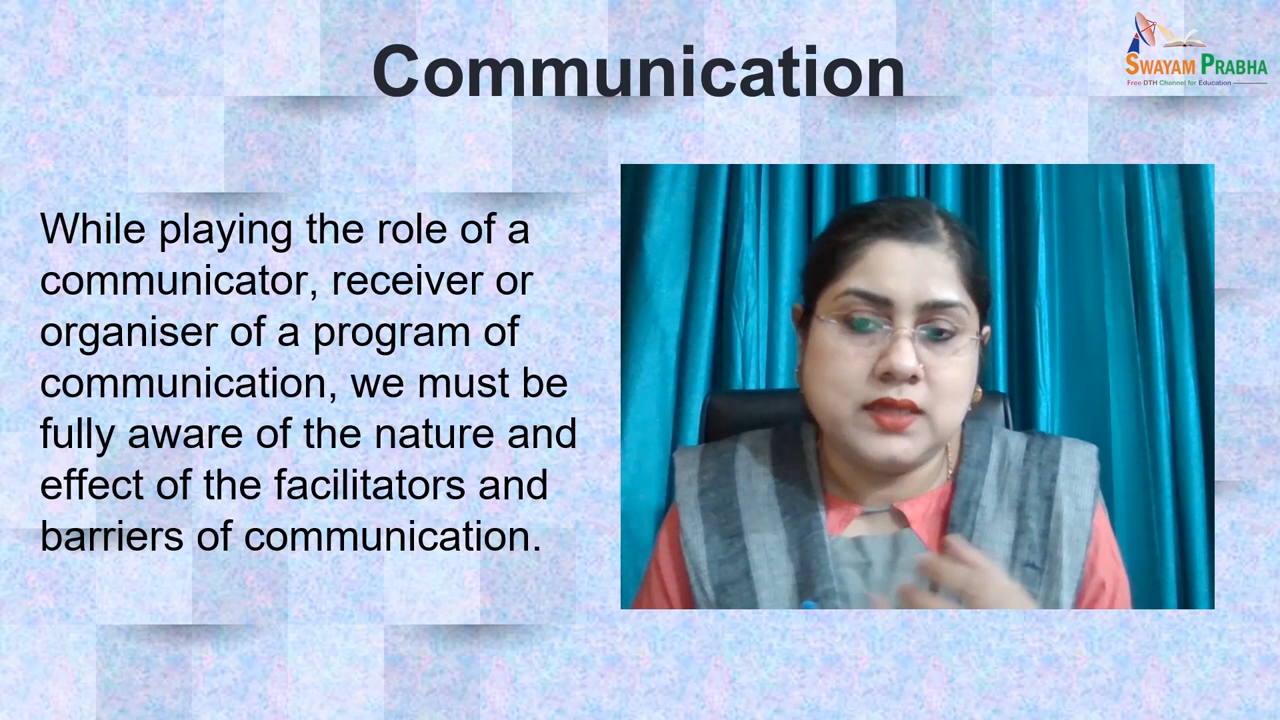 Communication
SWAYAM PRABHA
Free DTH Channel for Education
While playing the role of a
communicator, receiver or
organiser of a program of
communication, we must be
fully aware of the nature and
effect of the facilitators and
barriers of communication.